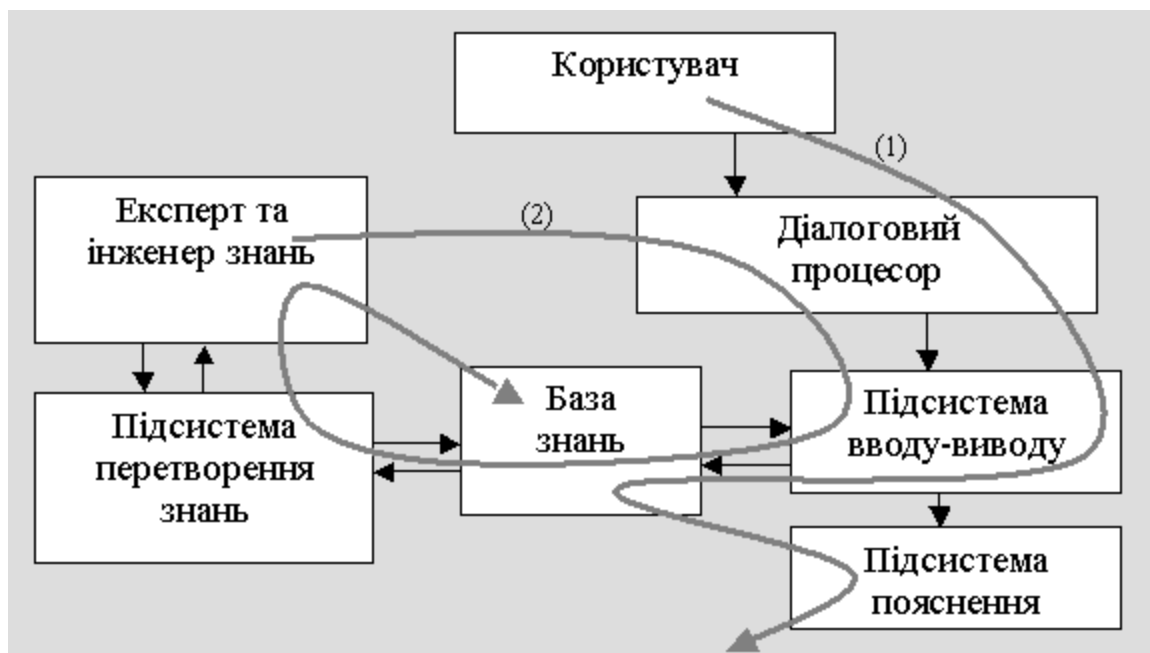 Користувач
(1)
Експерт та
інженер знань
(2)
Діалоговий
процесор
Підсистема
перетворення
знань
База
знань
Підсистема
вводу-виводу
Підсистема
пояснення